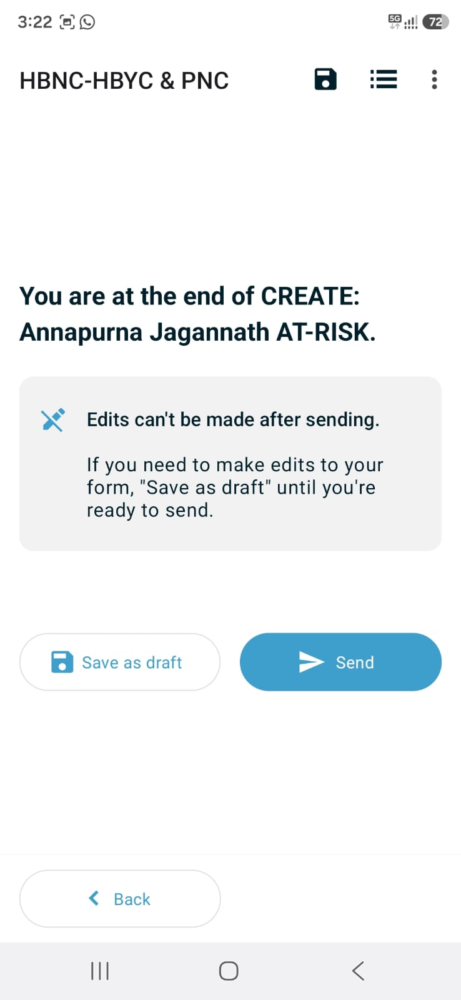 3:22
5G
72
HBNC-HBYC & PNC
You are at the end of CREATE:
Annapurna Jagannath AT-RISK.
Edits can't be made after sending.
If you need to make edits to your
form, "Save as draft" until you're
ready to send.
Save as draft
Send
Back